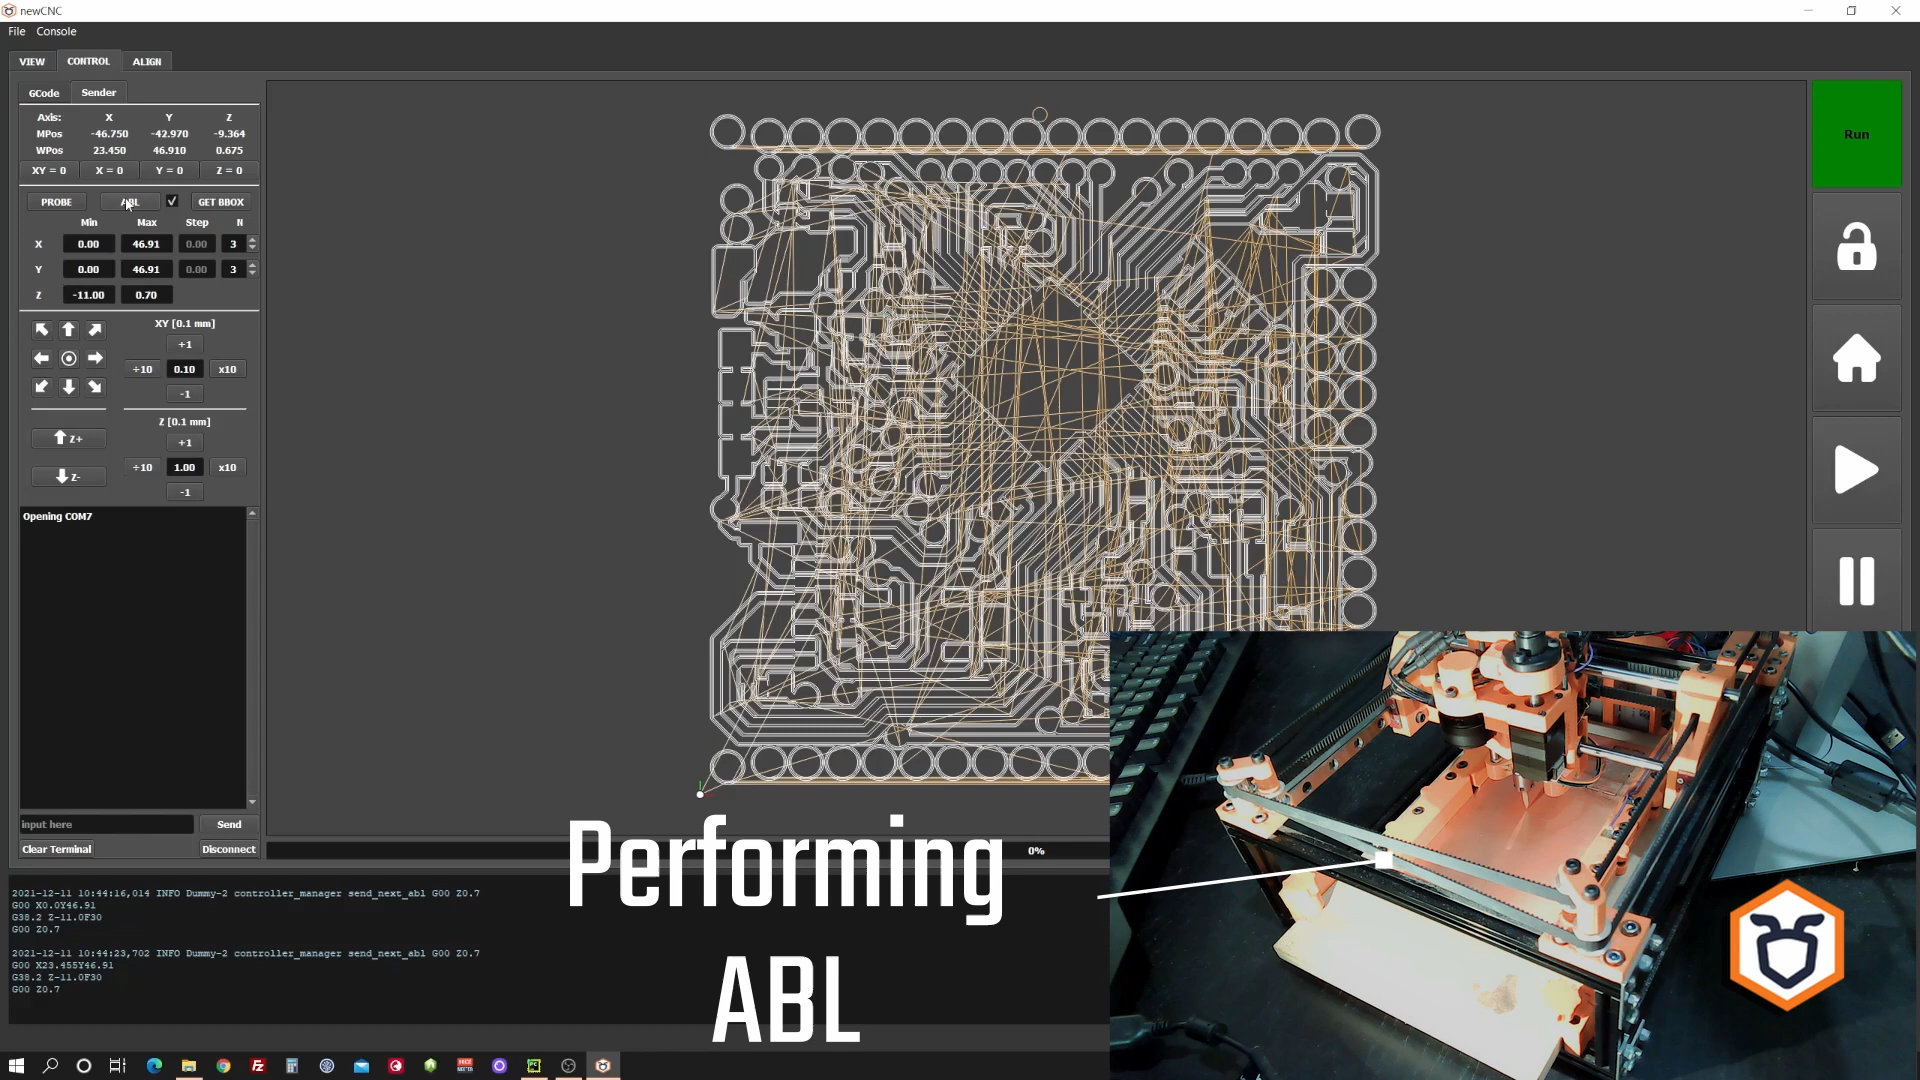 newCNC
File Console
VIEW CONTROL ALIGN
GCode Sender
Axis: X Y Z
MPos -46.750 -42.970 -9.364
WPos 23.450 46.910 0.675
XY = 0 X = 0 Y = 0 Z = 0
PROBE ABL GET BBOX
Min Max Step N
X 0.00 46.91 0.00 3
Y 0.00 46.91 0.00 3
Z -11.00 0.70
XY [0.1 mm]
+1
÷10 0.10 x10
-1
Z [0.1 mm]
Z+ +1
÷10 1.00 x10
Z- -1
Opening COM7
input here Send
Clear Terminal Disconnect
Run
0%
2021-12-11 10:44:16,014 INFO Dummy-2 controller_manager send_next_abl G00 Z0.7
G00 X0.0Y46.91
G38.2 Z-11.0F30
G00 Z0.7
2021-12-11 10:44:23,702 INFO Dummy-2 controller_manager send_next_abl G00 Z0.7
G00 X23.455Y46.91
G38.2 Z-11.0F30
G00 Z0.7
Performing
ABL